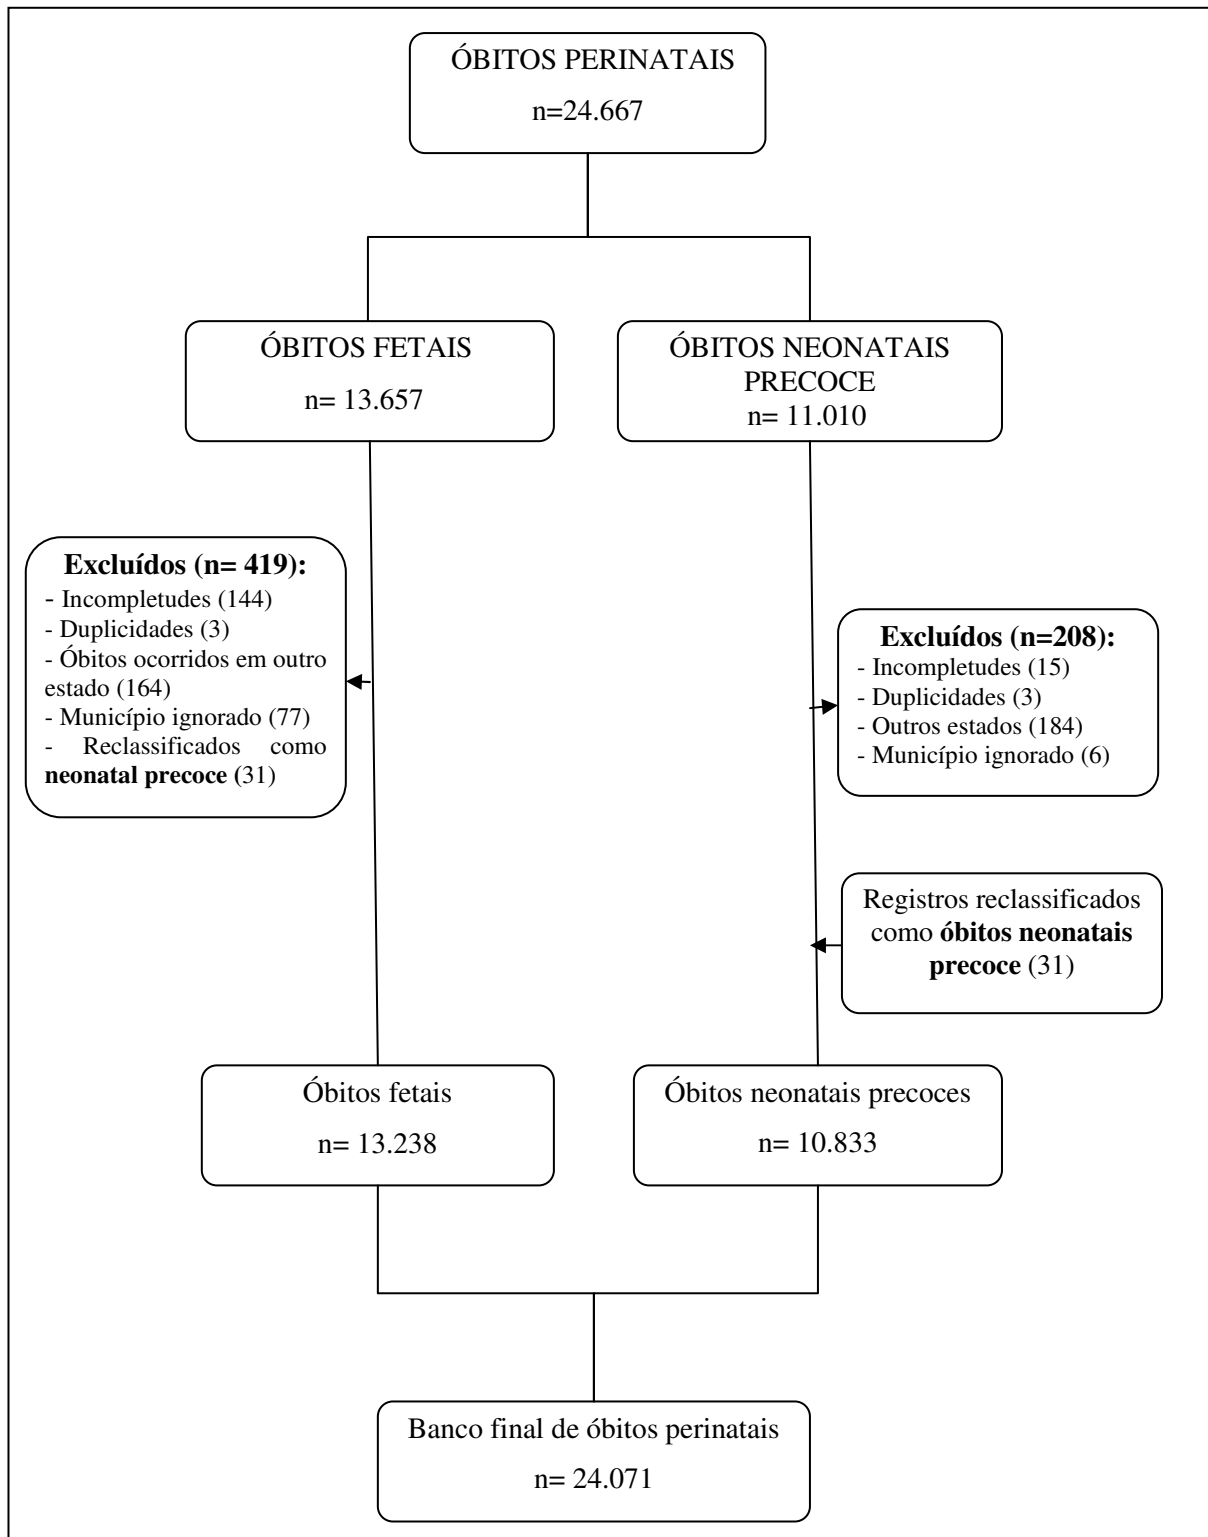 ÓBITOS PERINATAIS
n=24.667
ÓBITOS FETAIS
n= 13.657
ÓBITOS NEONATAIS
PRECOCE
n= 11.010
Excluídos (n= 419):
- Incompletudes (144)
- Duplicidades (3)
- Óbitos ocorridos em outro
estado (164)
- Município ignorado (77)
- Reclassificados como
neonatal precoce (31)
Excluídos (n=208):
- Incompletudes (15)
- Duplicidades (3)
- Outros estados (184)
- Município ignorado (6)
Registros reclassificados
como óbitos neonatais
precoce (31)
Óbitos fetais
n= 13.238
Óbitos neonatais precoces
n= 10.833
Banco final de óbitos perinatais
n= 24.071